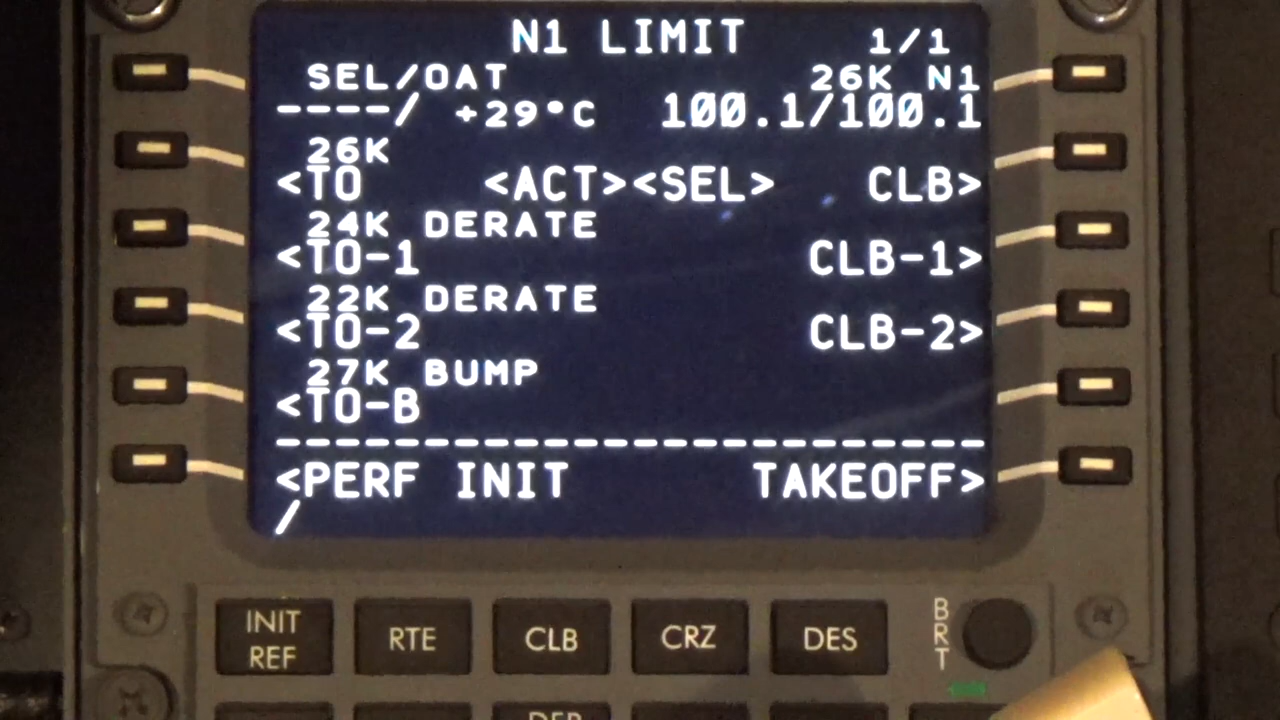 N1 LIMIT 1/1
SEL/OAT 26K N1
----/ +29°C 100.1/100.1
26K
<TO <ACT><SEL> CLB>
24K DERATE
<TO-1 CLB-1>
22K DERATE
<TO-2 CLB-2>
27K BUMP
<TO-B
------------------------
<PERF INIT TAKEOFF>
/
INIT REF RTE CLB CRZ DES BRT